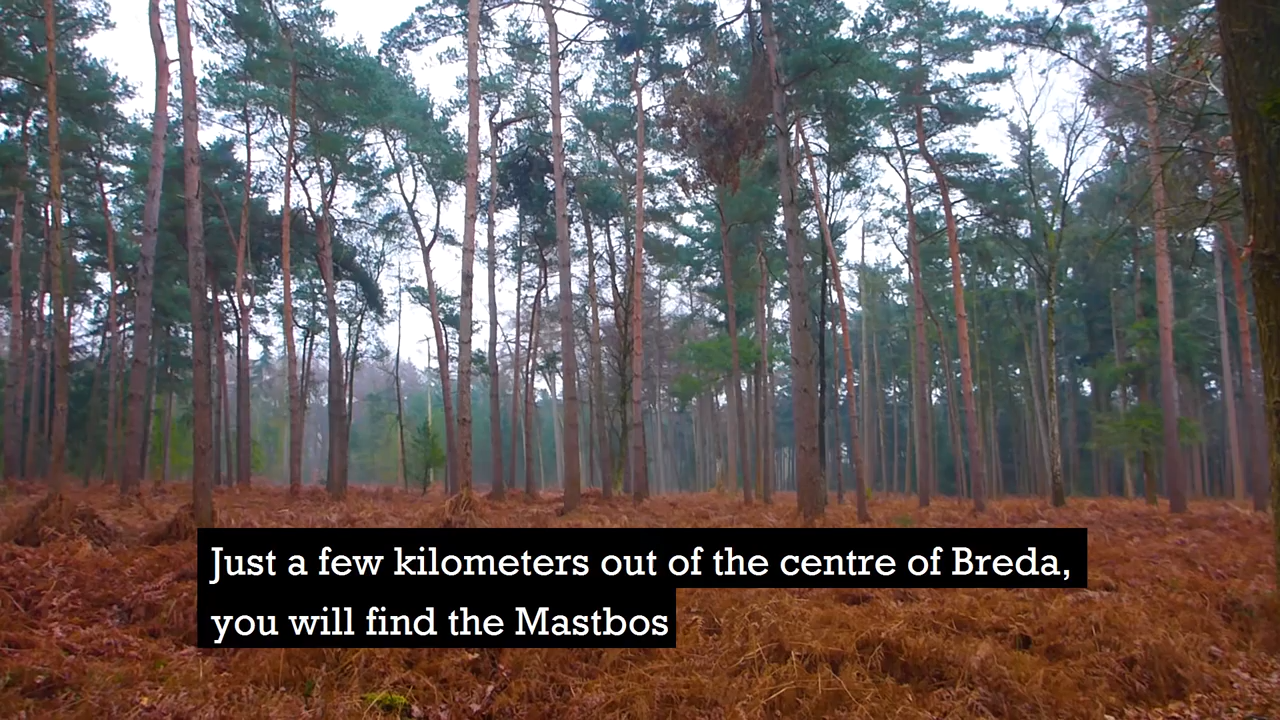 Just a few kilometers out of the centre of Breda,
you will find the Mastbos